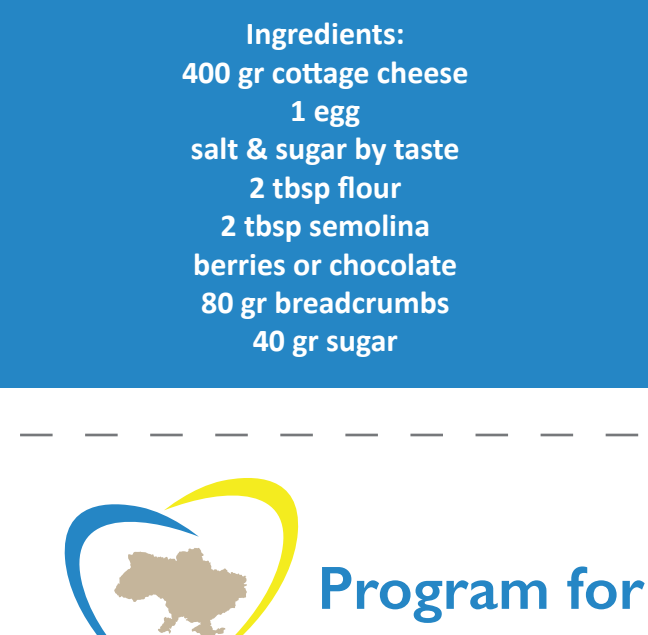 Ingredients:
400 gr cottage cheese
1 egg
salt & sugar by taste
2 tbsp flour
2 tbsp semolina
berries or chocolate
80 gr breadcrumbs
40 gr sugar
Program for